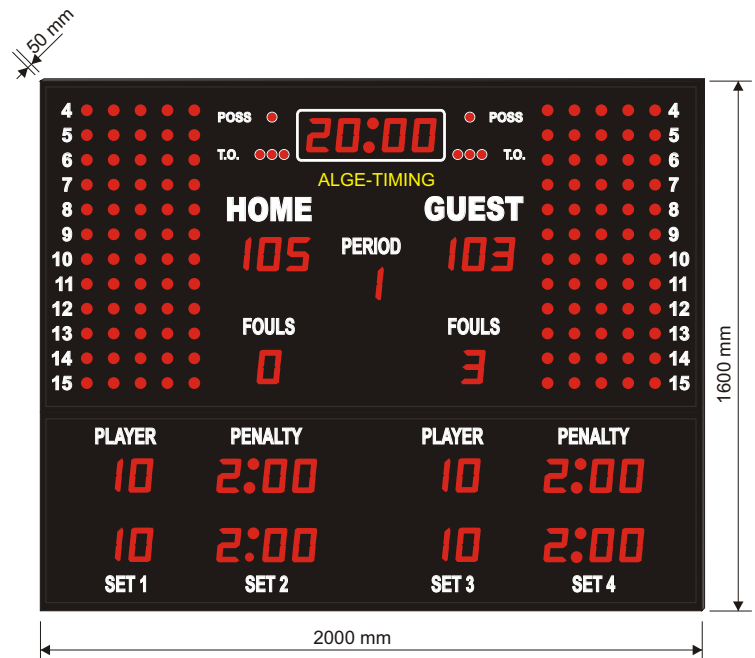 50 mm
4 POSS 20:00 POSS 4
5 5
6 T.O. T.O. 6
7 ALGE-TIMING 7
8 HOME GUEST 8
9 9
10 105 PERIOD 103 10
11 1 11
12 12
13 FOULS FOULS 13
14 0 3 14
15 15
1600 mm
PLAYER PENALTY PLAYER PENALTY
10 2:00 10 2:00
10 2:00 10 2:00
SET 1 SET 2 SET 3 SET 4
2000 mm